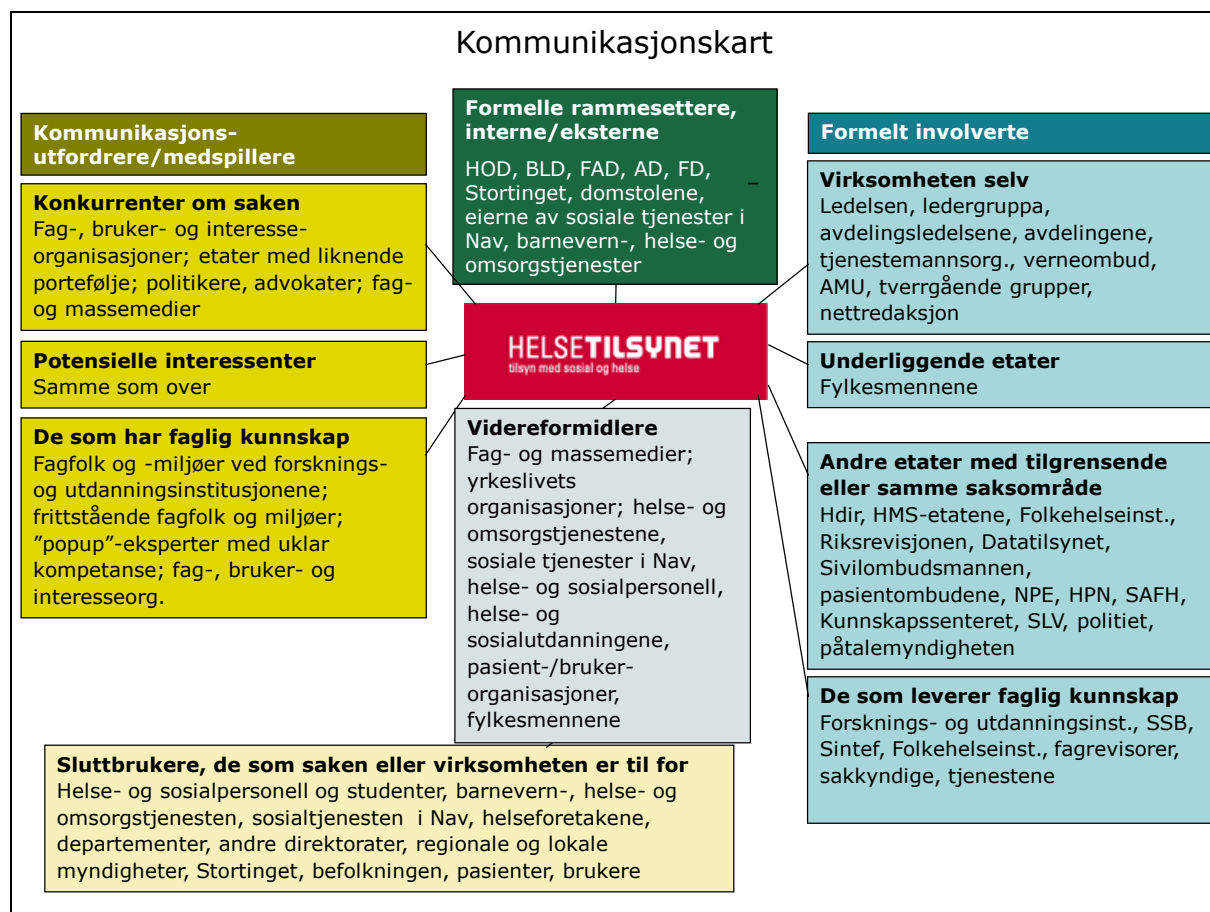 Kommunikasjonskart
Kommunikasjons-
utfordrere/medspillere
Konkurrenter om saken
Fag-, bruker- og interesse-
organisasjoner; etater med liknende
portefølje; politikere, advokater; fag-
og massemedier
Potensielle interessenter
Samme som over
De som har faglig kunnskap
Fagfolk og -miljøer ved forsknings-
og utdanningsinstitusjonene;
frittstående fagfolk og miljøer;
”popup”-eksperter med uklar
kompetanse; fag-, bruker- og
interesseorg.
Formelle rammesettere,
interne/eksterne
HOD, BLD, FAD, AD, FD,
Stortinget, domstolene,
eierne av sosiale tjenester i
Nav, barnevern-, helse- og
omsorgstjenester
–
HELSETILSYNET
tilsyn med sosial og helse
Videreformidlere
Fag- og massemedier;
yrkeslivets
organisasjoner; helse- og
omsorgstjenestene,
sosiale tjenester i Nav,
helse- og sosialpersonell,
helse- og
sosialutdanningene,
pasient-/bruker-
organisasjoner,
fylkesmennene
Formelt involverte
Virksomheten selv
Ledelsen, ledergruppa,
avdelingsledelsene, avdelingene,
tjenestemannsorg., verneombud,
AMU, tverrgående grupper,
nettredaksjon
Underliggende etater
Fylkesmennene
Andre etater med tilgrensende
eller samme saksområde
Hdir, HMS-etatene, Folkehelseinst.,
Riksrevisjonen, Datatilsynet,
Sivilombudsmannen,
pasientombudene, NPE, HPN, SAFH,
Kunnskapssenteret, SLV, politiet,
påtalemyndigheten
De som leverer faglig kunnskap
Forsknings- og utdanningsinst., SSB,
Sintef, Folkehelseinst., fagrevisorer,
sakkyndige, tjenestene
Sluttbrukere, de som saken eller virksomheten er til for
Helse- og sosialpersonell og studenter, barnevern-, helse- og
omsorgstjenesten, sosialtjenesten i Nav, helseforetakene,
departementer, andre direktorater, regionale og lokale
myndigheter, Stortinget, befolkningen, pasienter, brukere